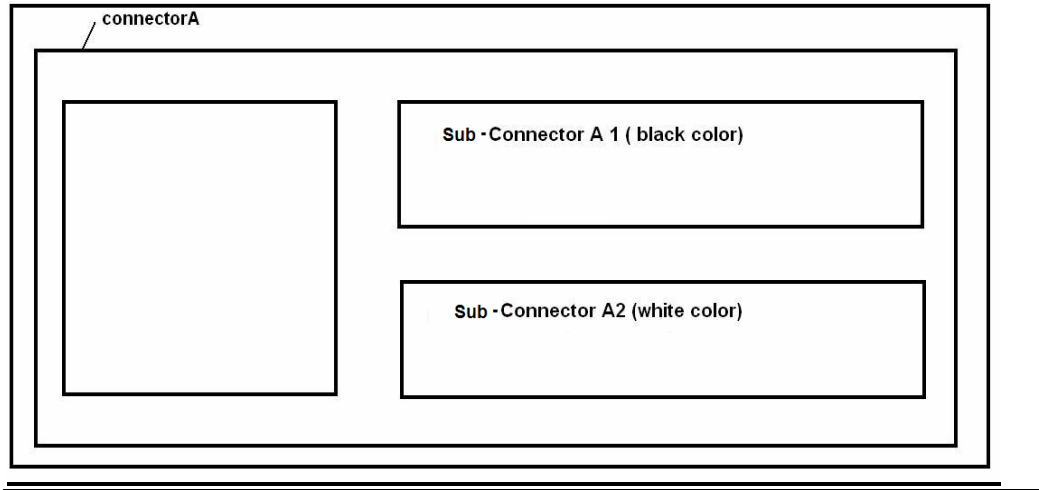 connectorA
Sub - Connector A 1 ( black color)
Sub - Connector A2 (white color)